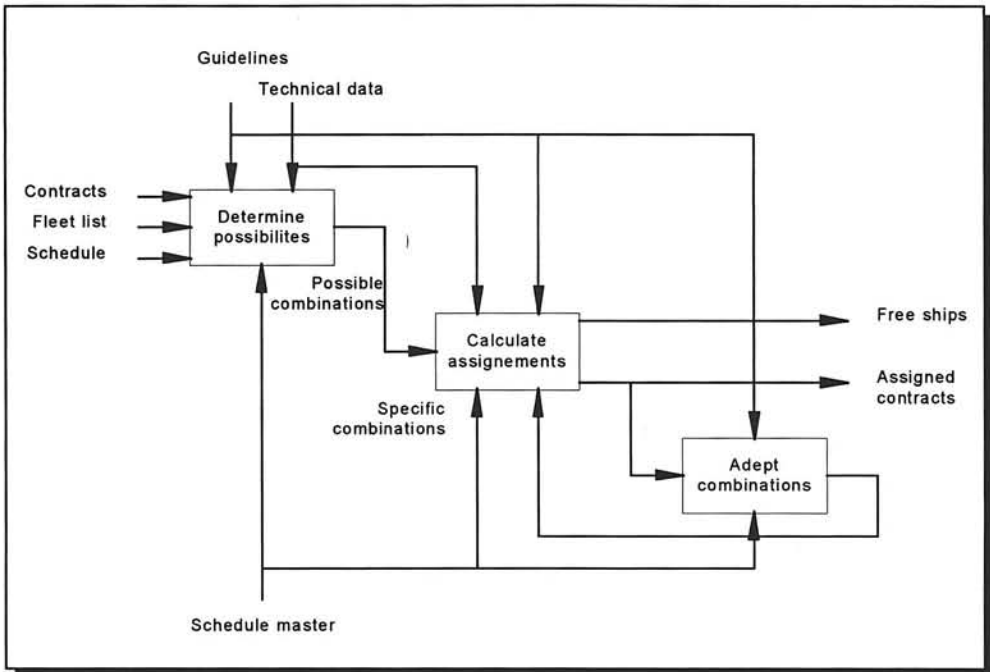 Guidelines
Technical data
Contracts
Fleet list
Schedule
Determine
possibilites
Possible
combinations
Calculate
assignements
Free ships
Assigned
contracts
Specific
combinations
Adept
combinations
Schedule master